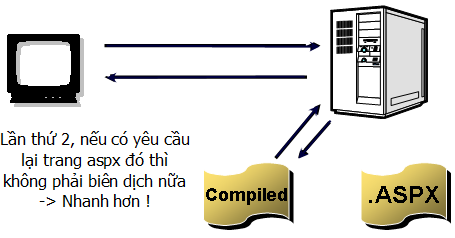 Lần thứ 2, nếu có yêu cầu
lại trang aspx đó thì
không phải biên dịch nữa
-> Nhanh hơn !
Compiled
.ASPX